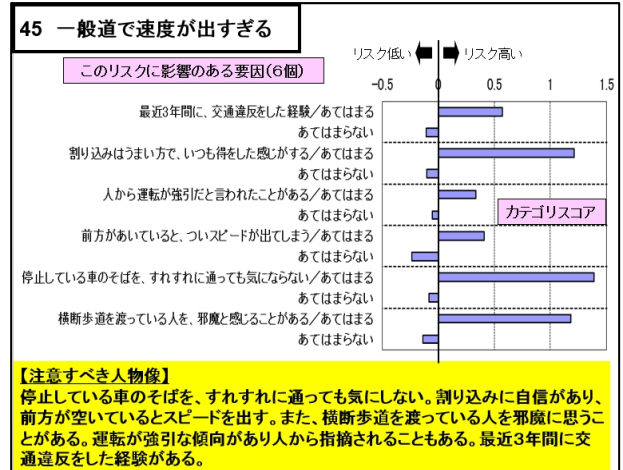 45 一般道で速度が出すぎる
リスク低い リスク高い
このリスクに影響のある要因(6個)
-0.5 0 0.5 1 1.5
最近3年間に、交通違反をした経験/あてはまる
あてはまらない
割り込みはうまい方で、いつも得をした感じがする/あてはまる
あてはまらない
人から運転が強引だと言われたことがある/あてはまる
あてはまらない
カテゴリスコア
前方があいていると、ついスピードが出てしまう/あてはまる
あてはまらない
停止している車のそばを、すれすれに通っても気にならない/あてはまる
あてはまらない
横断歩道を渡っている人を、邪魔と感じることがある/あてはまる
あてはまらない
【注意すべき人物像】
停止している車のそばを、すれすれに通っても気にしない。割り込みに自信があり、
前方が空いているとスピードを出す。また、横断歩道を渡っている人を邪魔に思うこ
とがある。運転が強引な傾向があり人から指摘されることもある。最近3年間に交
通違反をした経験がある。